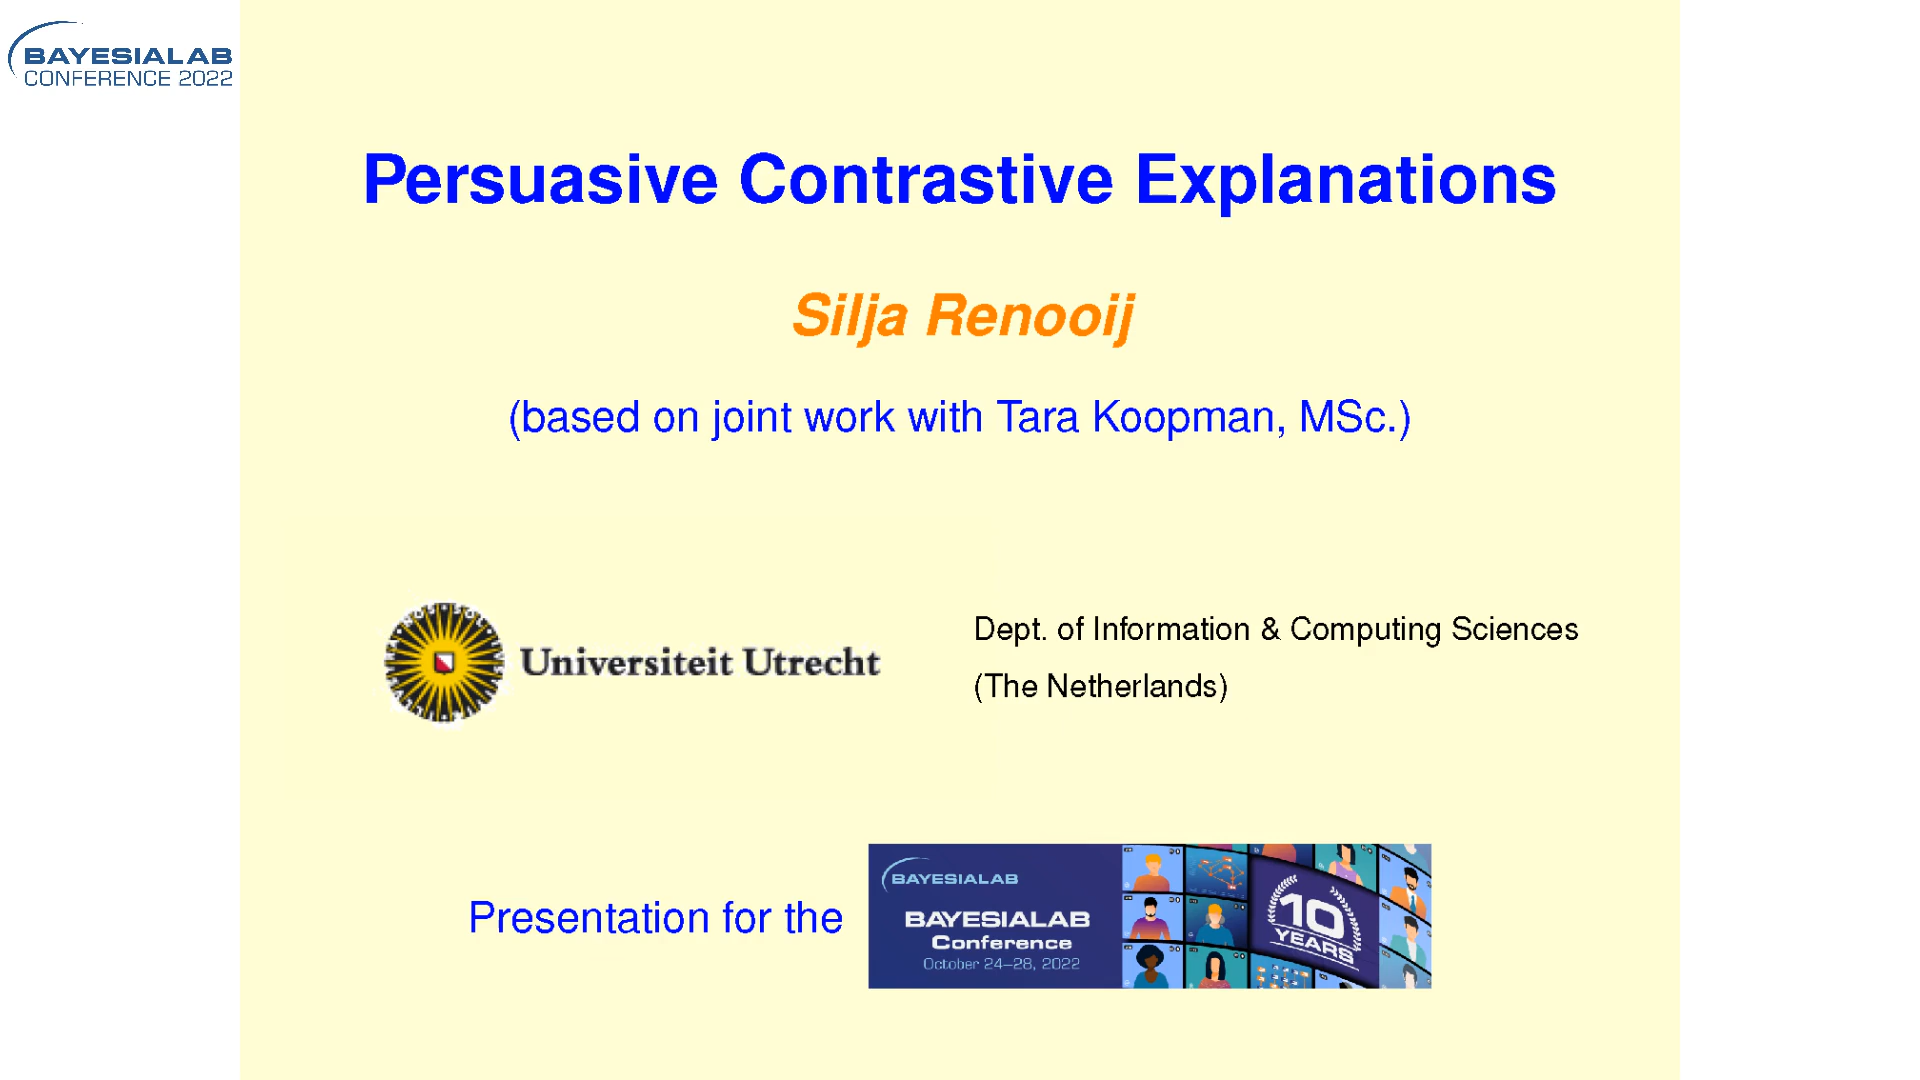 BAYESIALAB
CONFERENCE 2022
Persuasive Contrastive Explanations
Silja Renooij
(based on joint work with Tara Koopman, MSc.)
Universiteit Utrecht
Dept. of Information & Computing Sciences
(The Netherlands)
Presentation for the
BAYESIALAB
BAYESIALAB
Conference
October 24–28, 2022
10
YEARS